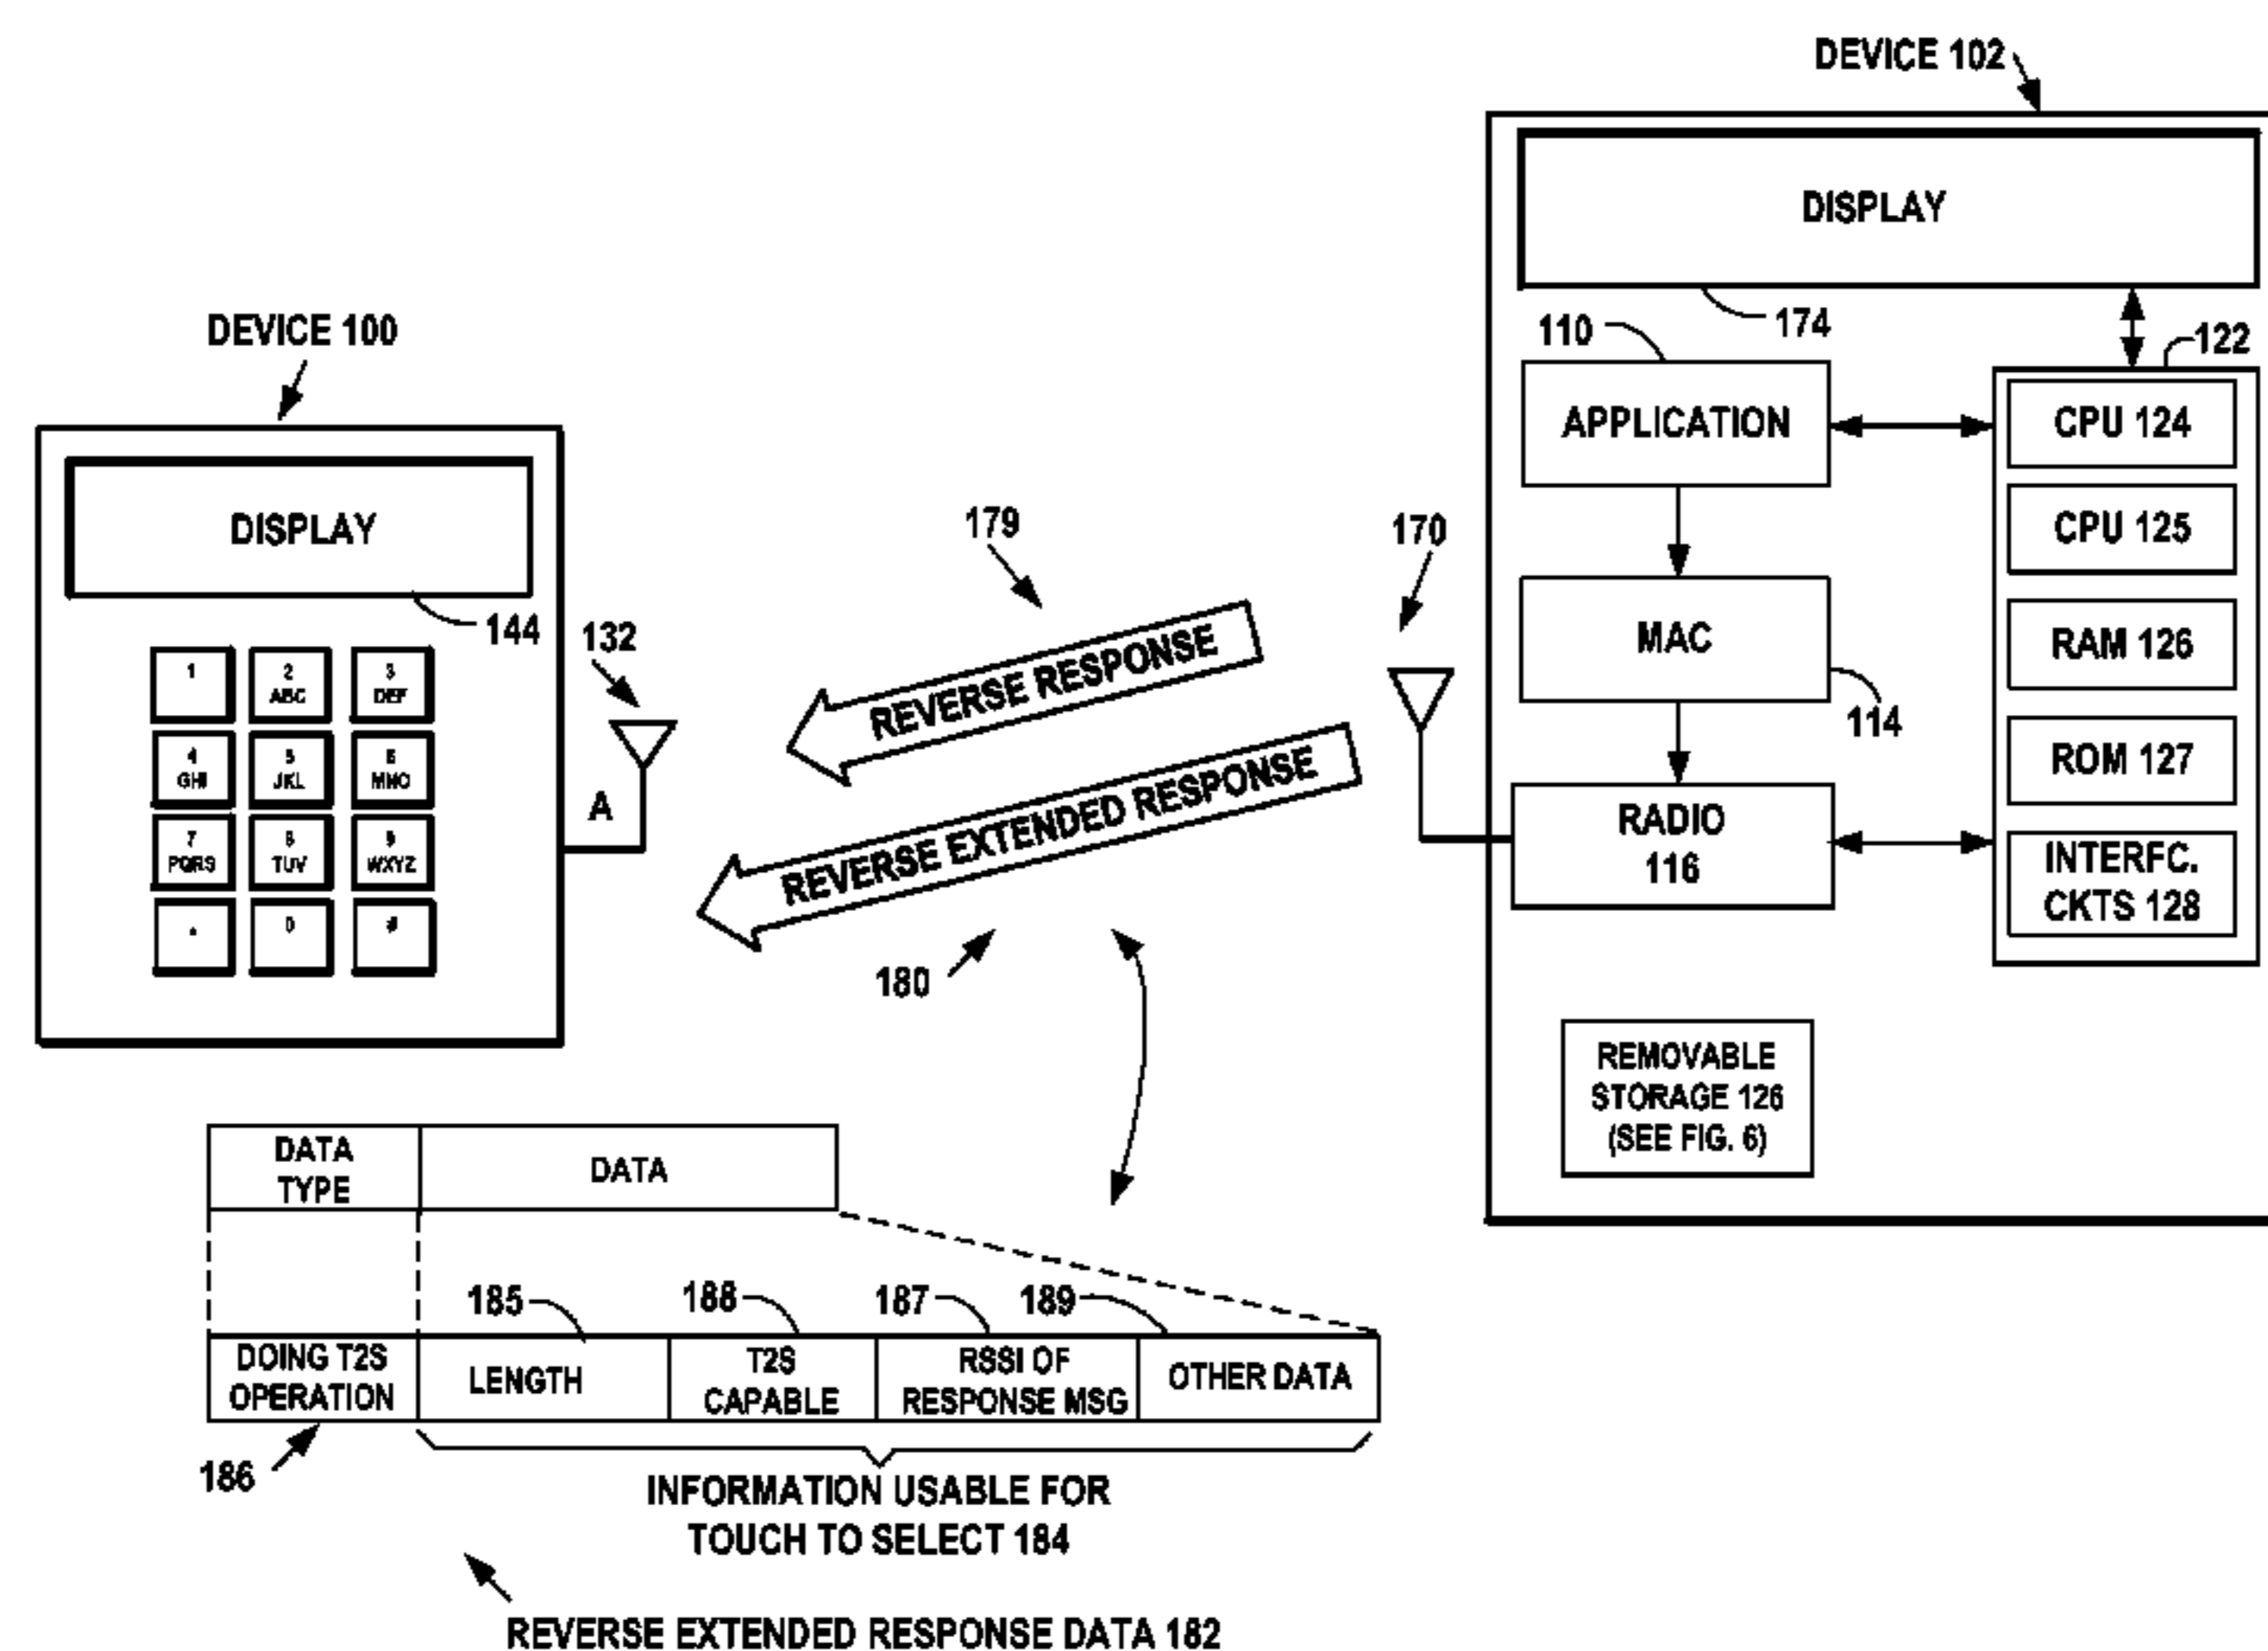 DEVICE 102
DISPLAY
174
110
122
APPLICATION
CPU 124
CPU 125
MAC
114
RAM 126
ROM 127
RADIO
116
INTERFC.
CKTS 128
REMOVABLE
STORAGE 126
(SEE FIG. 6)
170
DEVICE 100
DISPLAY
144
132
A
1
2
ABC
3
DEF
4
GHI
5
JKL
6
MNO
7
PQRS
8
TUV
9
WXYZ
*
0
#
179
REVERSE RESPONSE
REVERSE EXTENDED RESPONSE
180
DATA
TYPE
DATA
185
188
187
189
DOING T2S
OPERATION
LENGTH
T2S
CAPABLE
RSSI OF
RESPONSE MSG
OTHER DATA
186
INFORMATION USABLE FOR
TOUCH TO SELECT 184
REVERSE EXTENDED RESPONSE DATA 182